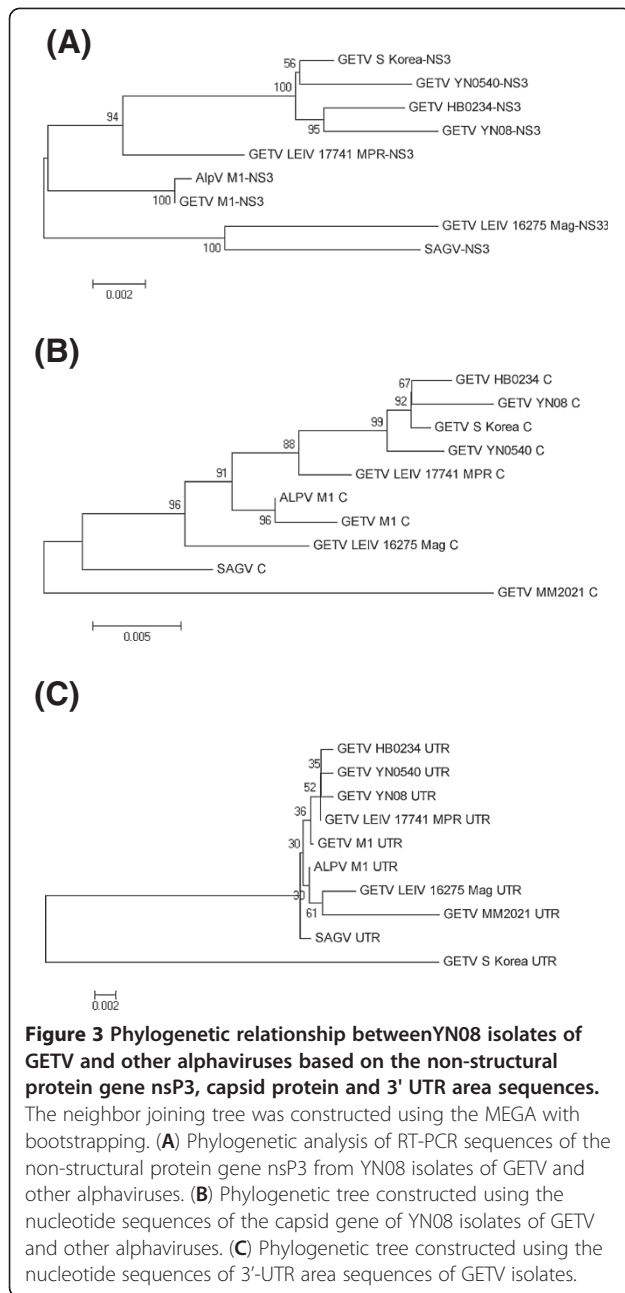 (A)
56
GETV S Korea-NS3
100
GETV YN0540-NS3
GETV HB0234-NS3
94
95
GETV YN08-NS3
GETV LEIV 17741 MPR-NS3
AlpV M1-NS3
100
GETV M1-NS3
GETV LEIV 16275 Mag-NS33
100
SAGV-NS3
0.002
(B)
67
GETV HB0234 C
92
GETV YN08 C
99
GETV S Korea C
88
GETV YN0540 C
91
GETV LEIV 17741 MPR C
96
ALPV M1 C
96
GETV M1 C
GETV LEIV 16275 Mag C
SAGV C
GETV MM2021 C
0.005
(C)
GETV HB0234 UTR
35
GETV YN0540 UTR
52
GETV YN08 UTR
36
GETV LEIV 17741 MPR UTR
30
GETV M1 UTR
ALPV M1 UTR
30
GETV LEIV 16275 Mag UTR
61
GETV MM2021 UTR
SAGV UTR
GETV S Korea UTR
0.002
Figure 3 Phylogenetic relationship betweenYN08 isolates of
GETV and other alphaviruses based on the non-structural
protein gene nsP3, capsid protein and 3' UTR area sequences.
The neighbor joining tree was constructed using the MEGA with
bootstrapping. (A) Phylogenetic analysis of RT-PCR sequences of the
non-structural protein gene nsP3 from YN08 isolates of GETV and
other alphaviruses. (B) Phylogenetic tree constructed using the
nucleotide sequences of the capsid gene of YN08 isolates of GETV
and other alphaviruses. (C) Phylogenetic tree constructed using the
nucleotide sequences of 3'-UTR area sequences of GETV isolates.